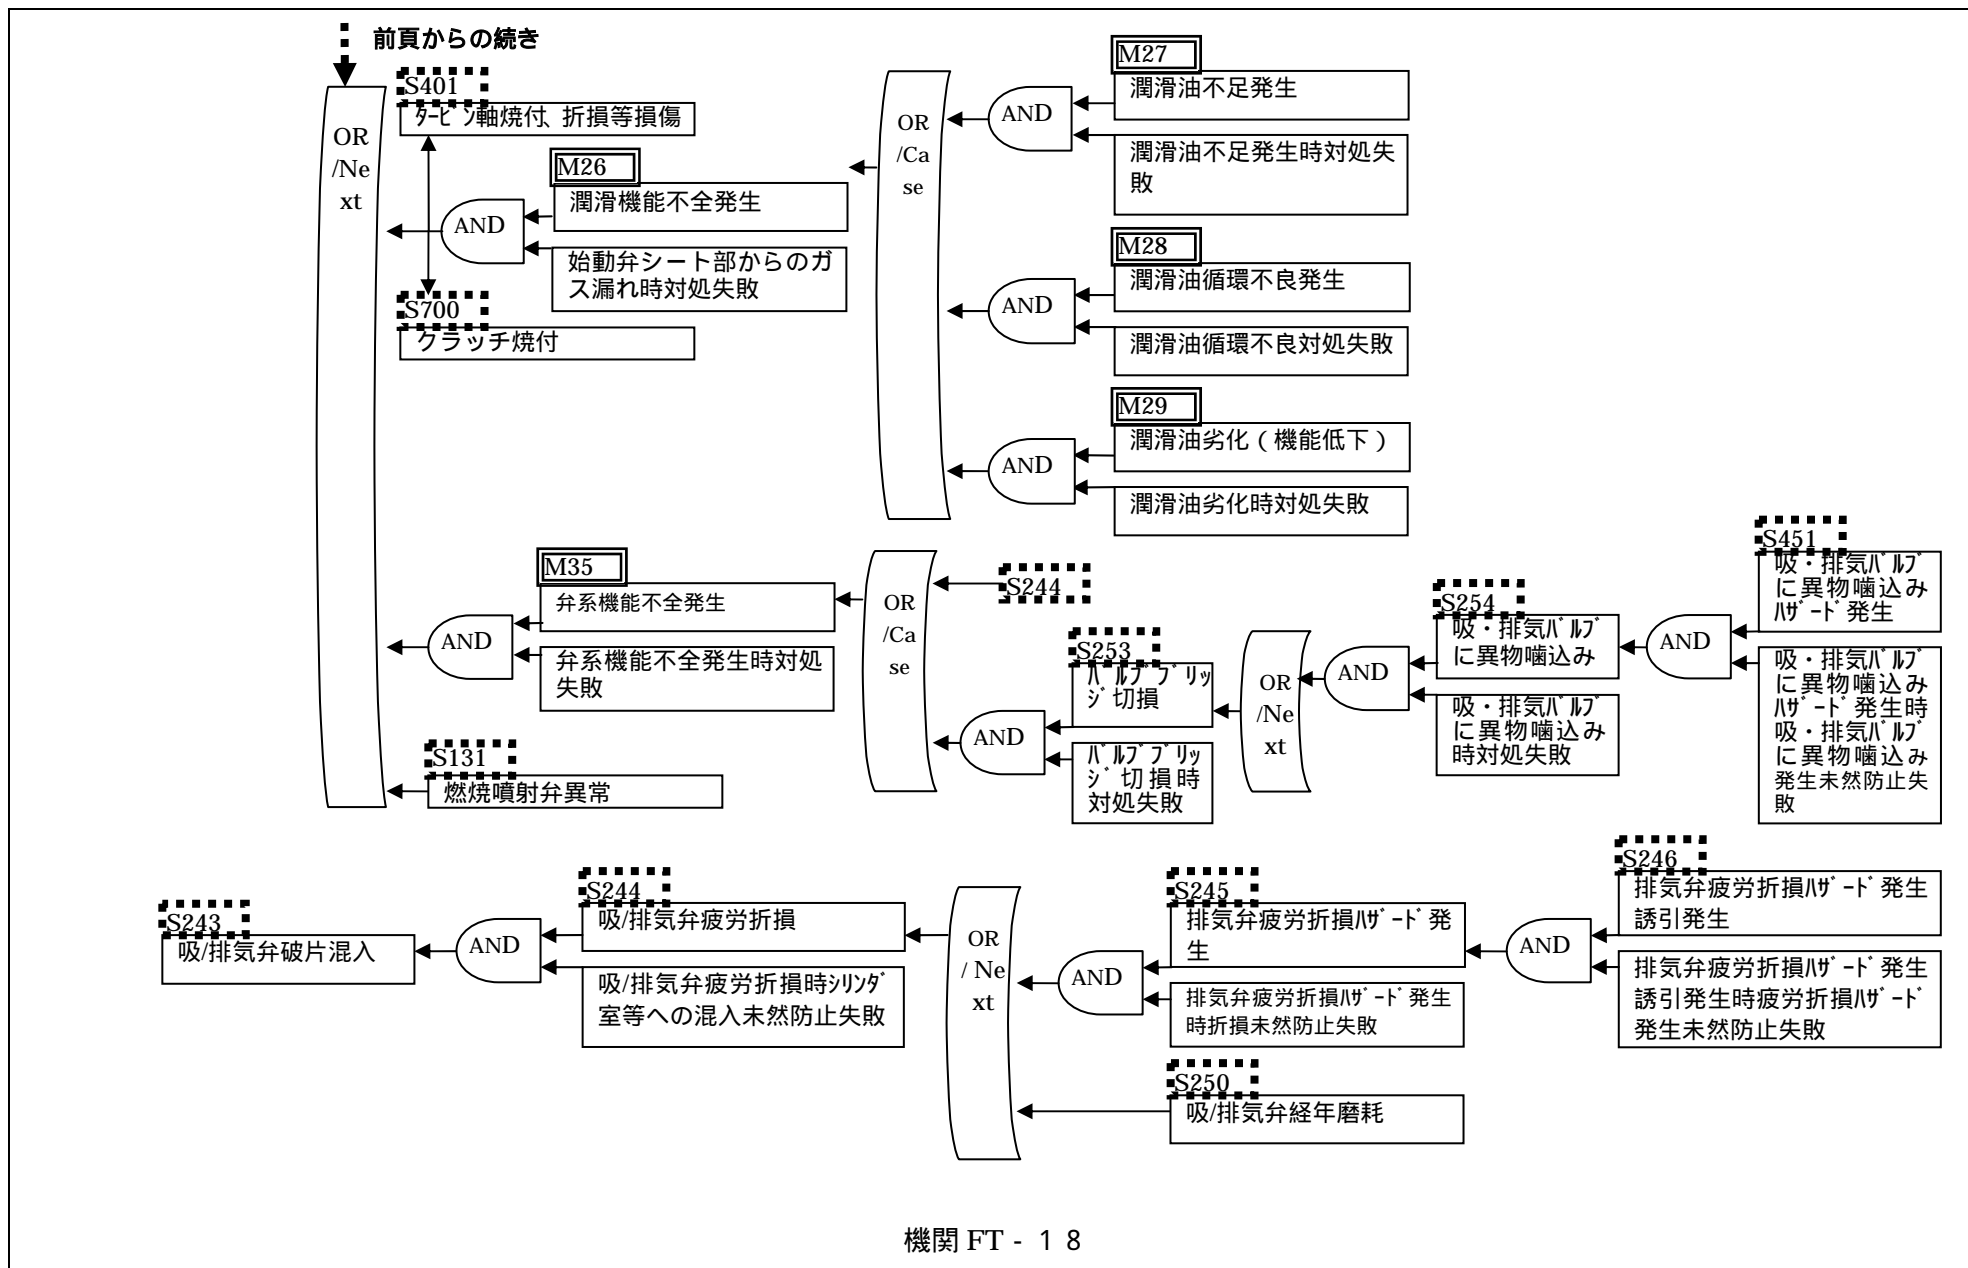 前頁からの続き
OR
/Ne
xt
S401
ﾀｰﾋﾞﾝ軸焼付、折損等損傷
AND
M26
潤滑機能不全発生
始動弁シート部からのガ
ス漏れ時対処失敗
S700
クラッチ焼付
OR
/Ca
se
AND
M27
潤滑油不足発生
潤滑油不足発生時対処失
敗
AND
M28
潤滑油循環不良発生
潤滑油循環不良対処失敗
AND
M29
潤滑油劣化（機能低下）
潤滑油劣化時対処失敗
AND
M35
弁系機能不全発生
弁系機能不全発生時対処
失敗
S131
燃焼噴射弁異常
OR
/Ca
se
S244
AND
S253
ﾊﾞﾙﾌﾞﾌﾞﾘｯ
ｼﾞ切損
ﾊﾞﾙﾌﾞﾌﾞﾘｯ
ｼﾞ切損時
対処失敗
OR
/Ne
xt
AND
S254
吸・排気ﾊﾞﾙﾌﾞ
に異物噛込み
吸・排気ﾊﾞﾙﾌﾞ
に異物噛込み
時対処失敗
AND
S451
吸・排気ﾊﾞﾙﾌﾞ
に異物噛込み
ﾊｻﾞｰﾄﾞ発生
吸・排気ﾊﾞﾙﾌﾞ
に異物噛込み
ﾊｻﾞｰﾄﾞ発生時
吸・排気ﾊﾞﾙﾌﾞ
に異物噛込み
発生未然防止失
敗
S243
吸/排気弁破片混入
AND
S244
吸/排気弁疲労折損
吸/排気弁疲労折損時ｼﾘﾝﾀﾞ
室等への混入未然防止失敗
OR
/ Ne
xt
AND
S245
排気弁疲労折損ﾊｻﾞｰﾄﾞ発
生
排気弁疲労折損ﾊｻﾞｰﾄﾞ発生
時折損未然防止失敗
S250
吸/排気弁経年磨耗
AND
S246
排気弁疲労折損ﾊｻﾞｰﾄﾞ発生
誘引発生
排気弁疲労折損ﾊｻﾞｰﾄﾞ発生
誘引発生時疲労折損ﾊｻﾞｰﾄﾞ
発生未然防止失敗
機関 FT - １８